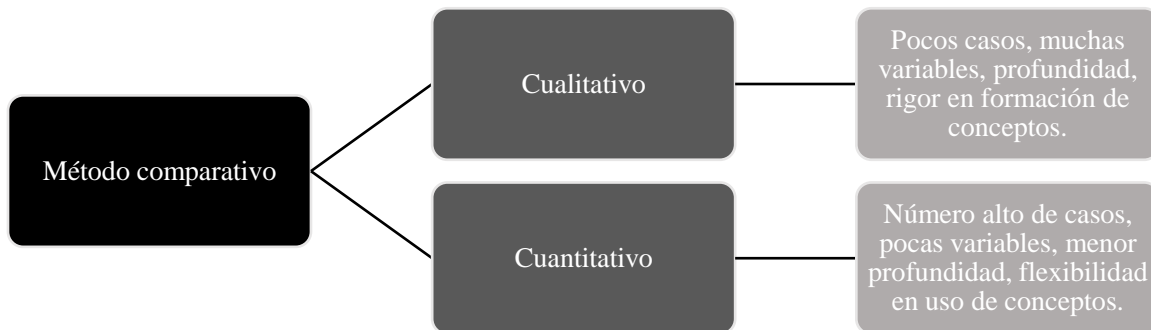 Método comparativo
Cualitativo
Pocos casos, muchas
variables, profundidad,
rigor en formación de
conceptos.
Cuantitativo
Número alto de casos,
pocas variables, menor
profundidad, flexibilidad
en uso de conceptos.